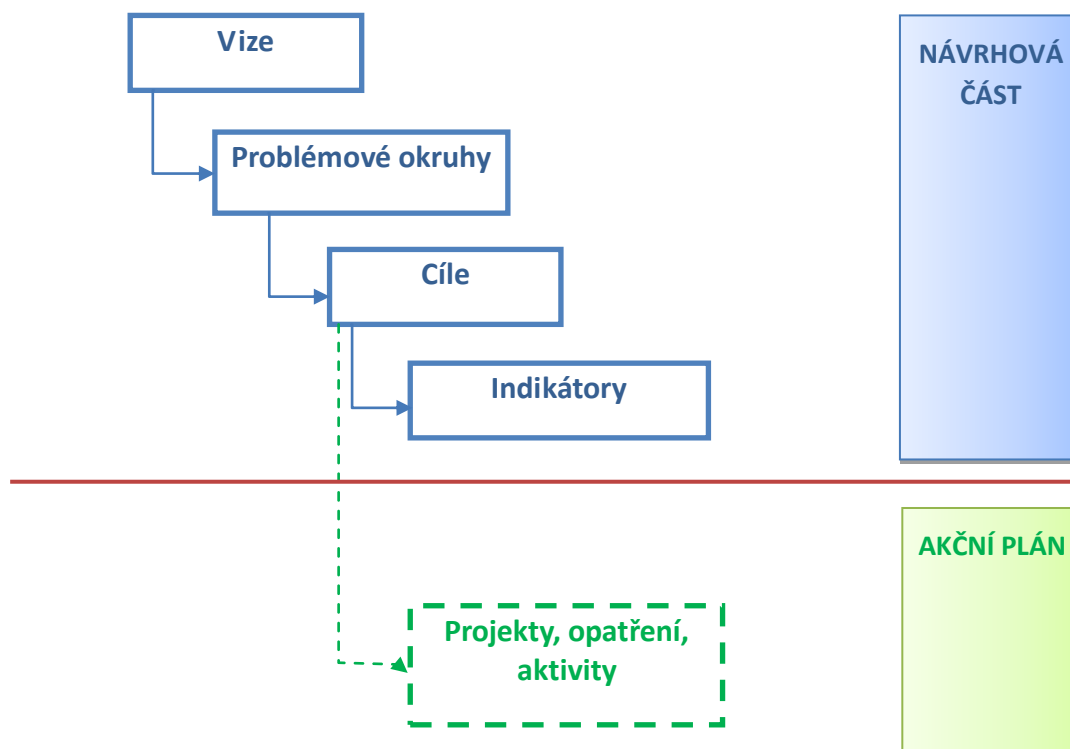 Vize
NÁVRHOVÁ
ČÁST
Problémové okruhy
Cíle
Indikátory
AKČNÍ PLÁN
Projekty, opatření,
aktivity